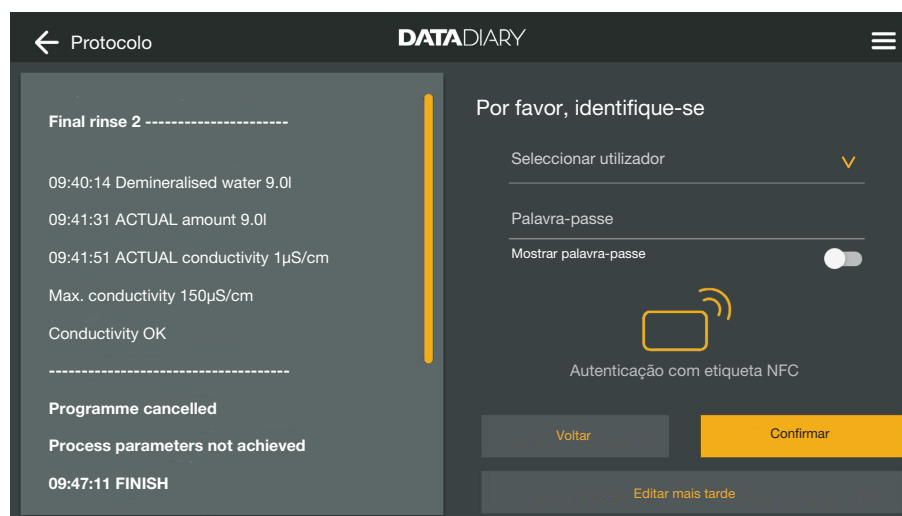 Protocolo
DATADIARY
Final rinse 2 ----------------------
09:40:14 Demineralised water 9.0l
09:41:31 ACTUAL amount 9.0l
09:41:51 ACTUAL conductivity 1µS/cm
Max. conductivity 150µS/cm
Conductivity OK
-------------------------------------
Programme cancelled
Process parameters not achieved
09:47:11 FINISH
Por favor, identifique-se
Seleccionar utilizador
Palavra-passe
Mostrar palavra-passe
Autenticação com etiqueta NFC
Voltar
Confirmar
Editar mais tarde